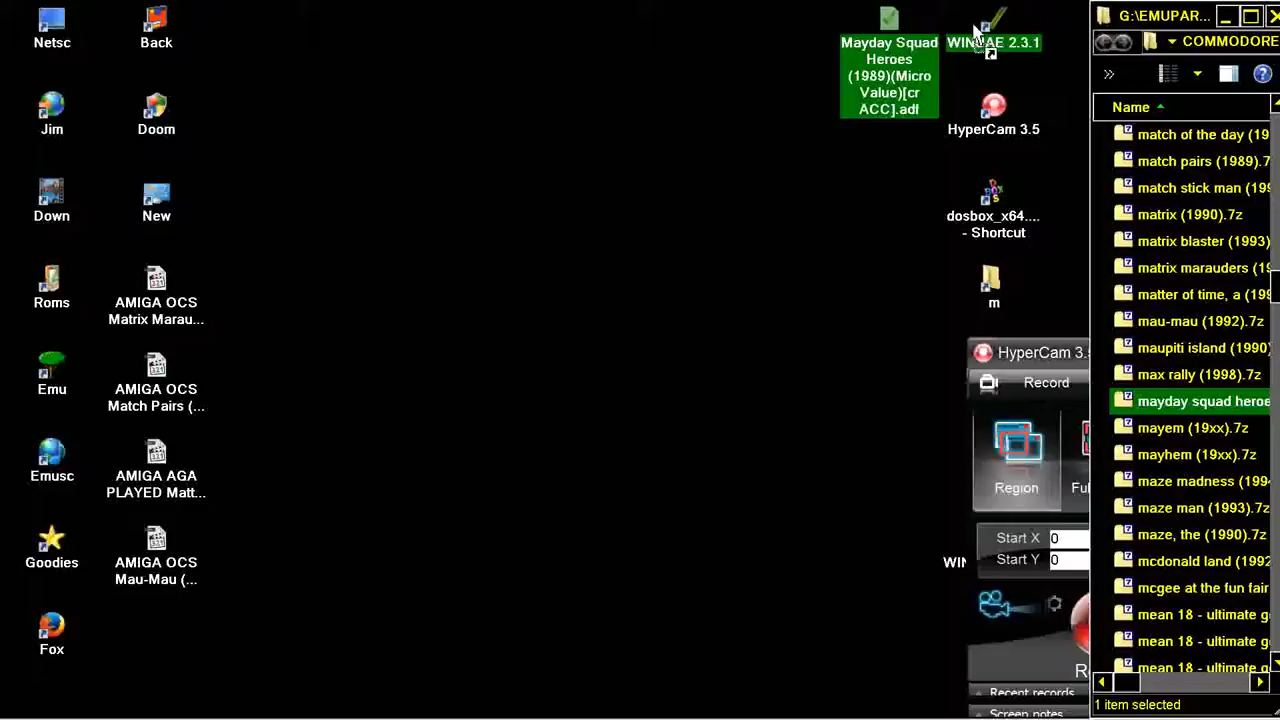 Netsc
Back
Jim
Doom
Down
New
Roms
AMIGA OCS
Matrix Marau...
Emu
AMIGA OCS
Match Pairs (...
Emusc
AMIGA AGA
PLAYED Matt...
Goodies
AMIGA OCS
Mau-Mau (...
Fox
Mayday Squad
Heroes
(1989)(Micro
Value)[cr
ACC].adf
WINUAE 2.3.1
HyperCam 3.5
dosbox_x64....
- Shortcut
m
HyperCam 3.
Record
Region
Ful
Start X 0
Start Y 0
WIN
R
Recent records
Screen notes
G:\EMUPAR...
COMMODORE
»
Name
match of the day (19
match pairs (1989).7
match stick man (199
matrix (1990).7z
matrix blaster (1993)
matrix marauders (1
matter of time, a (199
mau-mau (1992).7z
maupiti island (1990)
max rally (1998).7z
mayday squad heroe
mayem (19xx).7z
mayhem (19xx).7z
maze madness (1994
maze man (1993).7z
maze, the (1990).7z
mcdonald land (1992
mcgee at the fun fair
mean 18 - ultimate g
mean 18 - ultimate g
mean 18 - ultimate g
1 item selected